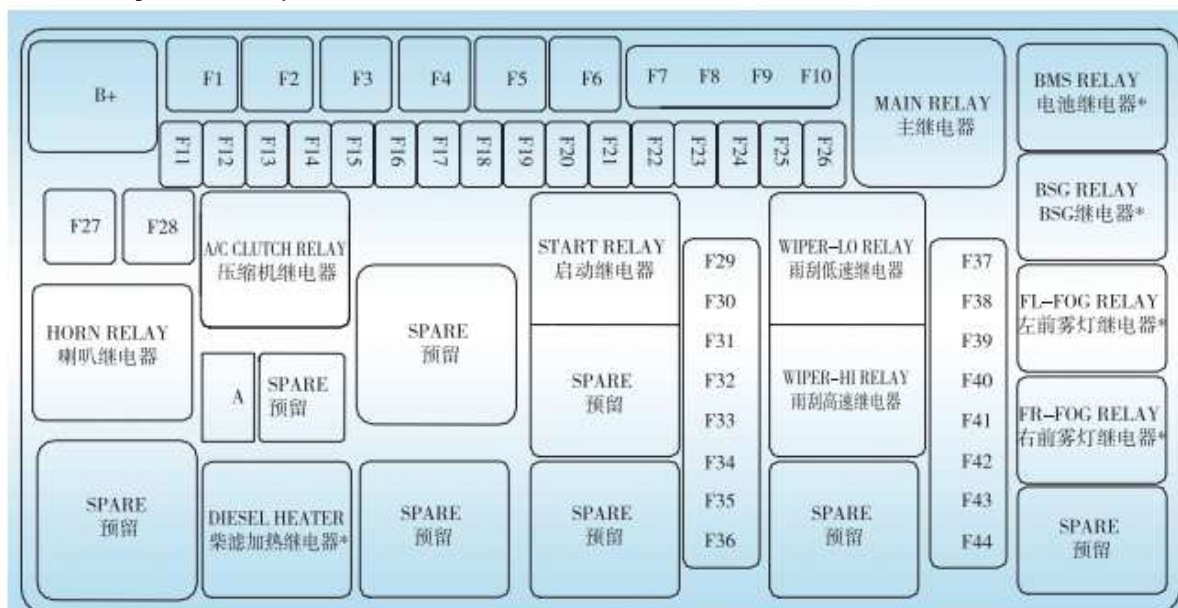 B+
F1
F2
F3
F4
F5
F6
F7
F8
F9
F10
MAIN RELAY
主继电器
BMS RELAY
电池继电器*
F11
F12
F13
F14
F15
F16
F17
F18
F19
F20
F21
F22
F23
F24
F25
F26
BSG RELAY
BSG继电器*
F27
F28
A/C CLUTCH RELAY
压缩机继电器
START RELAY
启动继电器
WIPER-LO RELAY
雨刮低速继电器
HORN RELAY
喇叭继电器
SPARE
预留
A
SPARE
预留
SPARE
预留
WIPER-HI RELAY
雨刮高速继电器
F29
F30
F31
F32
F33
F34
F35
F36
F37
F38
F39
F40
F41
F42
F43
F44
FL-FOG RELAY
左前雾灯继电器*
FR-FOG RELAY
右前雾灯继电器*
SPARE
预留
DIESEL HEATER
柴滤加热继电器*
SPARE
预留
SPARE
预留
SPARE
预留
SPARE
预留